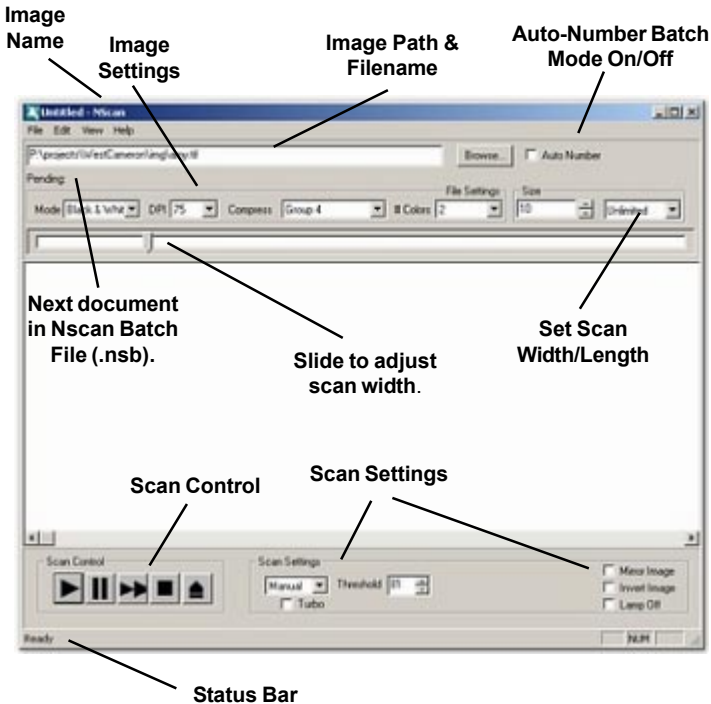 Image
Name
Image
Settings
Image Path &
Filename
Auto-Number Batch
Mode On/Off
Untitled - NScan
File Edit View Help
Browse... Auto Number
Pending:
File Settings Size
Mode Black & Whit DPI 75 Compress Group 4 # Colors 2 10 Unlimited
Next document
in Nscan Batch
File (.nsb).
Slide to adjust
scan width.
Set Scan
Width/Length
Scan Control
Scan Settings
Scan Control Scan Settings
Manual Threshold 81
Turbo
Mirror Image
Invert Image
Lamp Off
Ready NUM
Status Bar